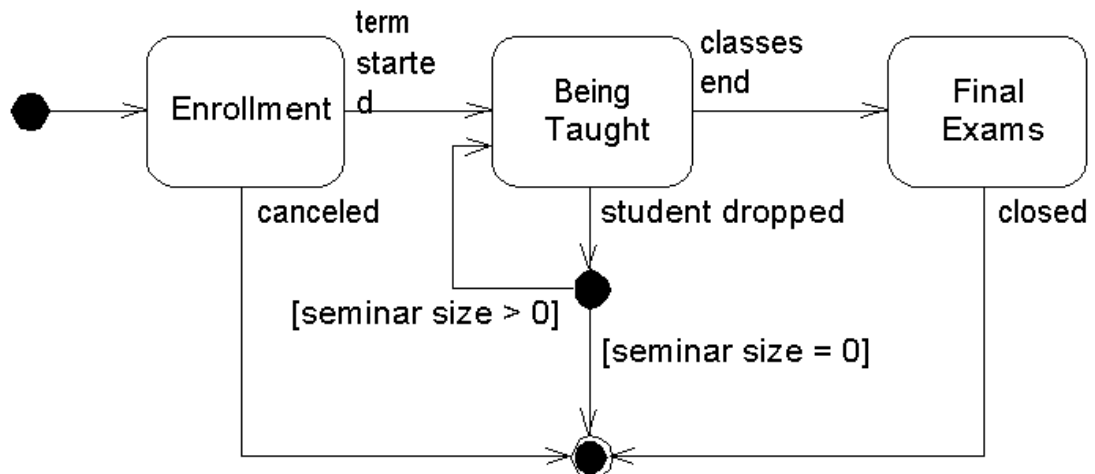 term
starte
d
classes
end
Enrollment
Being
Taught
Final
Exams
canceled
student dropped
closed
[seminar size > 0]
[seminar size = 0]